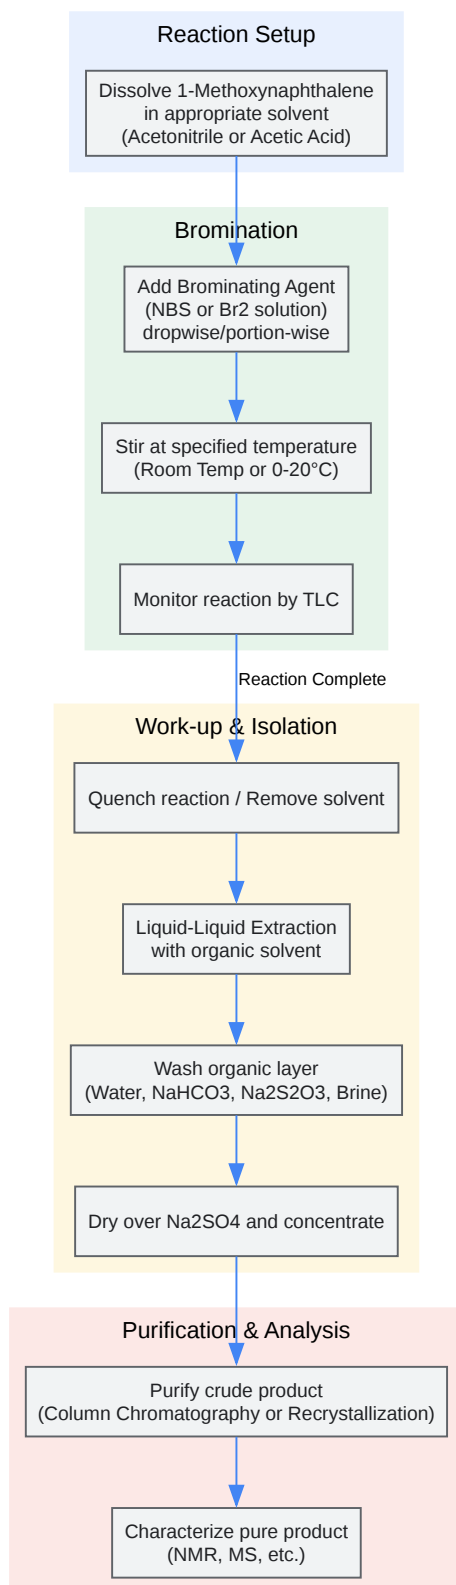 Reaction Setup
Dissolve 1-Methoxynaphthalene
in appropriate solvent
(Acetonitrile or Acetic Acid)
Bromination
Add Brominating Agent
(NBS or Br2 solution)
dropwise/portion-wise
Stir at specified temperature
(Room Temp or 0-20°C)
Monitor reaction by TLC
Reaction Complete
Work-up & Isolation
Quench reaction / Remove solvent
Liquid-Liquid Extraction
with organic solvent
Wash organic layer
(Water, NaHCO3, Na2S2O3, Brine)
Dry over Na2SO4 and concentrate
Purification & Analysis
Purify crude product
(Column Chromatography or Recrystallization)
Characterize pure product
(NMR, MS, etc.)